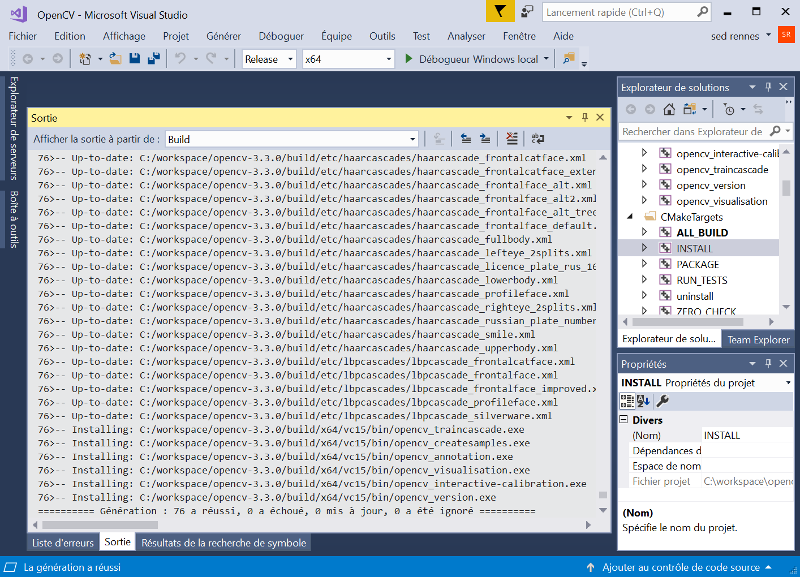 OpenCV - Microsoft Visual Studio
Lancement rapide (Ctrl+Q)
Fichier Edition Affichage Projet Générer Déboguer Équipe Outils Test Analyser Fenêtre Aide sed rennes SR
Release x64 Débogueur Windows local
Explorateur de serveurs
Boîte à outils
Sortie
Afficher la sortie à partir de : Build
76>-- Up-to-date: C:/workspace/opencv-3.3.0/build/etc/haarcascades/haarcascade_frontalcatface.xml
76>-- Up-to-date: C:/workspace/opencv-3.3.0/build/etc/haarcascades/haarcascade_frontalcatface_exter
76>-- Up-to-date: C:/workspace/opencv-3.3.0/build/etc/haarcascades/haarcascade_frontalface_alt.xml
76>-- Up-to-date: C:/workspace/opencv-3.3.0/build/etc/haarcascades/haarcascade_frontalface_alt2.xml
76>-- Up-to-date: C:/workspace/opencv-3.3.0/build/etc/haarcascades/haarcascade_frontalface_alt_tree
76>-- Up-to-date: C:/workspace/opencv-3.3.0/build/etc/haarcascades/haarcascade_frontalface_default.
76>-- Up-to-date: C:/workspace/opencv-3.3.0/build/etc/haarcascades/haarcascade_fullbody.xml
76>-- Up-to-date: C:/workspace/opencv-3.3.0/build/etc/haarcascades/haarcascade_lefteye_2splits.xml
76>-- Up-to-date: C:/workspace/opencv-3.3.0/build/etc/haarcascades/haarcascade_licence_plate_rus_16
76>-- Up-to-date: C:/workspace/opencv-3.3.0/build/etc/haarcascades/haarcascade_lowerbody.xml
76>-- Up-to-date: C:/workspace/opencv-3.3.0/build/etc/haarcascades/haarcascade_profileface.xml
76>-- Up-to-date: C:/workspace/opencv-3.3.0/build/etc/haarcascades/haarcascade_righteye_2splits.xml
76>-- Up-to-date: C:/workspace/opencv-3.3.0/build/etc/haarcascades/haarcascade_russian_plate_number
76>-- Up-to-date: C:/workspace/opencv-3.3.0/build/etc/haarcascades/haarcascade_smile.xml
76>-- Up-to-date: C:/workspace/opencv-3.3.0/build/etc/haarcascades/haarcascade_upperbody.xml
76>-- Up-to-date: C:/workspace/opencv-3.3.0/build/etc/lbpcascades/lbpcascade_frontalcatface.xml
76>-- Up-to-date: C:/workspace/opencv-3.3.0/build/etc/lbpcascades/lbpcascade_frontalface.xml
76>-- Up-to-date: C:/workspace/opencv-3.3.0/build/etc/lbpcascades/lbpcascade_frontalface_improved.x
76>-- Up-to-date: C:/workspace/opencv-3.3.0/build/etc/lbpcascades/lbpcascade_profileface.xml
76>-- Up-to-date: C:/workspace/opencv-3.3.0/build/etc/lbpcascades/lbpcascade_silverware.xml
76>-- Installing: C:/workspace/opencv-3.3.0/build/x64/vc15/bin/opencv_traincascade.exe
76>-- Installing: C:/workspace/opencv-3.3.0/build/x64/vc15/bin/opencv_createsamples.exe
76>-- Installing: C:/workspace/opencv-3.3.0/build/x64/vc15/bin/opencv_annotation.exe
76>-- Installing: C:/workspace/opencv-3.3.0/build/x64/vc15/bin/opencv_visualisation.exe
76>-- Installing: C:/workspace/opencv-3.3.0/build/x64/vc15/bin/opencv_interactive-calibration.exe
76>-- Installing: C:/workspace/opencv-3.3.0/build/x64/vc15/bin/opencv_version.exe
========== Génération : 76 a réussi, 0 a échoué, 0 mis à jour, 0 a été ignoré ==========
Liste d'erreurs Sortie Résultats de la recherche de symbole
Explorateur de solutions
Rechercher dans Explorateur de
opencv_interactive-calil
opencv_traincascade
opencv_version
opencv_visualisation
CMakeTargets
ALL_BUILD
INSTALL
PACKAGE
RUN_TESTS
uninstall
ZERO_CHECK
Explorateur de solu... Team Explorer
Propriétés
INSTALL Propriétés du projet
Divers
(Nom) INSTALL
Dépendances d
Espace de nom
Fichier projet C:\workspace\openc
(Nom)
Spécifie le nom du projet.
La génération a réussi
Ajouter au contrôle de code source